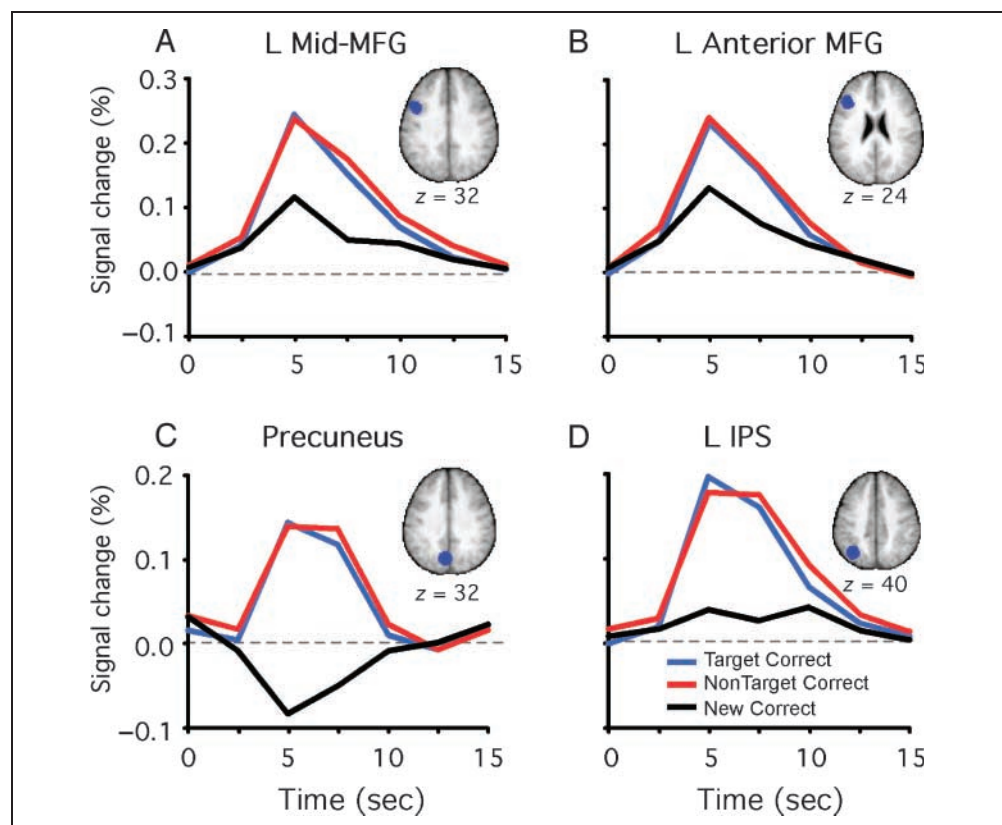 A L Mid-MFG
B L Anterior MFG
Signal change (%)
0.3
0.2
0.1
0.0
−0.1
z = 32
z = 24
0 5 10 15
0 5 10 15
C Precuneus
D L IPS
Signal change (%)
0.2
0.1
0.0
−0.1
z = 32
z = 40
Target Correct
NonTarget Correct
New Correct
0 5 10 15
0 5 10 15
Time (sec)
Time (sec)